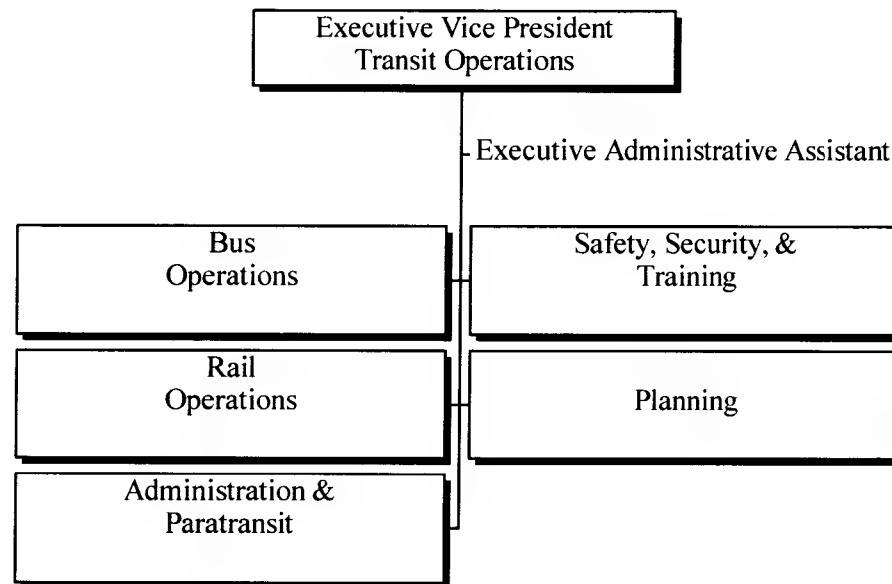 Executive Vice President
Transit Operations
Executive Administrative Assistant
Bus
Operations
Safety, Security, &
Training
Rail
Operations
Planning
Administration &
Paratransit